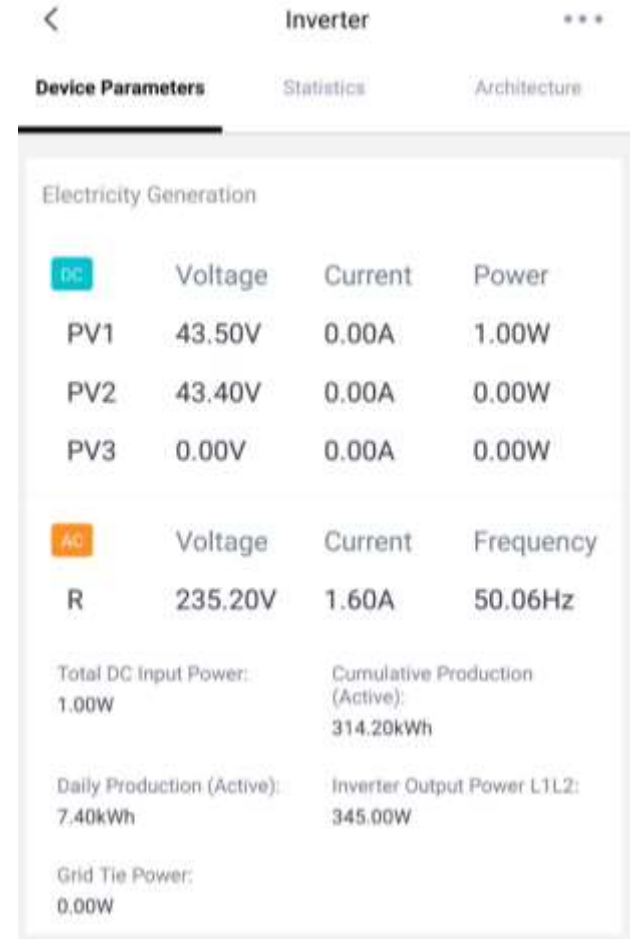 Inverter
Device Parameters Statistics Architecture
Electricity Generation
DC Voltage Current Power
PV1 43.50V 0.00A 1.00W
PV2 43.40V 0.00A 0.00W
PV3 0.00V 0.00A 0.00W
AC Voltage Current Frequency
R 235.20V 1.60A 50.06Hz
Total DC Input Power:
1.00W
Cumulative Production
(Active):
314.20kWh
Daily Production (Active):
7.40kWh
Inverter Output Power L1L2:
345.00W
Grid Tie Power:
0.00W